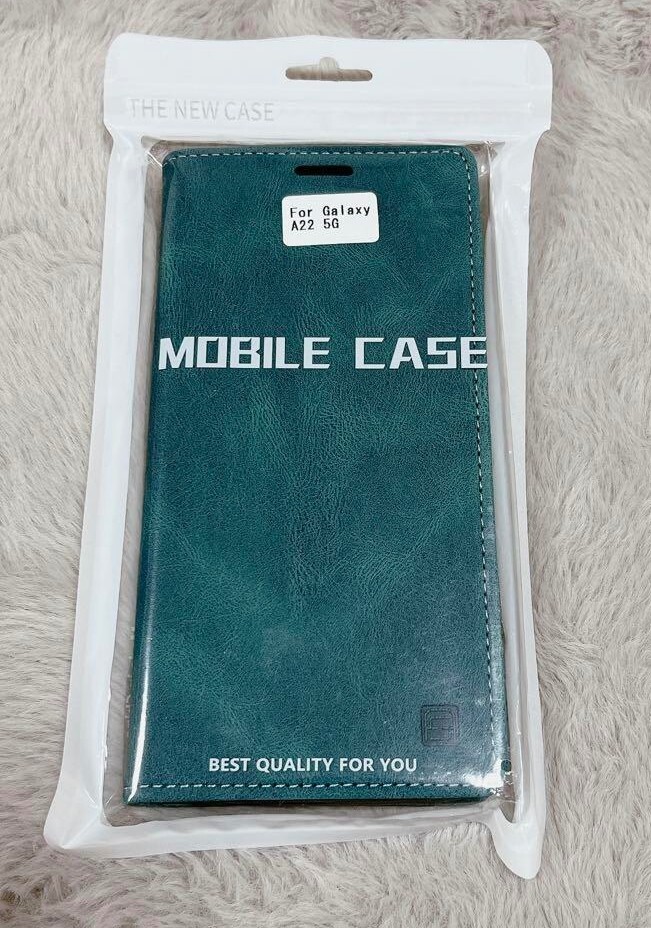 THE NEW CASE
For Galaxy
A22 5G
MOBILE CASE
BEST QUALITY FOR YOU